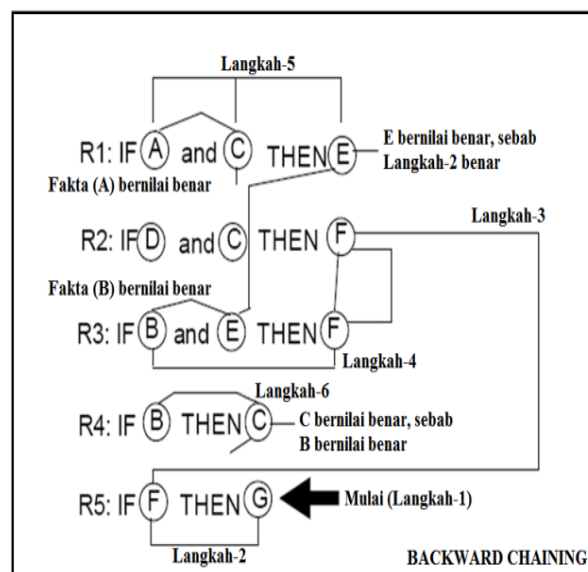 Langkah-5
R1: IF A and C THEN E
E bernilai benar, sebab
Langkah-2 benar
Fakta (A) bernilai benar
Langkah-3
R2: IF D and C THEN F
Fakta (B) bernilai benar
R3: IF B and E THEN F
Langkah-4
Langkah-6
R4: IF B THEN C
C bernilai benar, sebab
B bernilai benar
R5: IF F THEN G
Mulai (Langkah-1)
Langkah-2
BACKWARD CHAINING